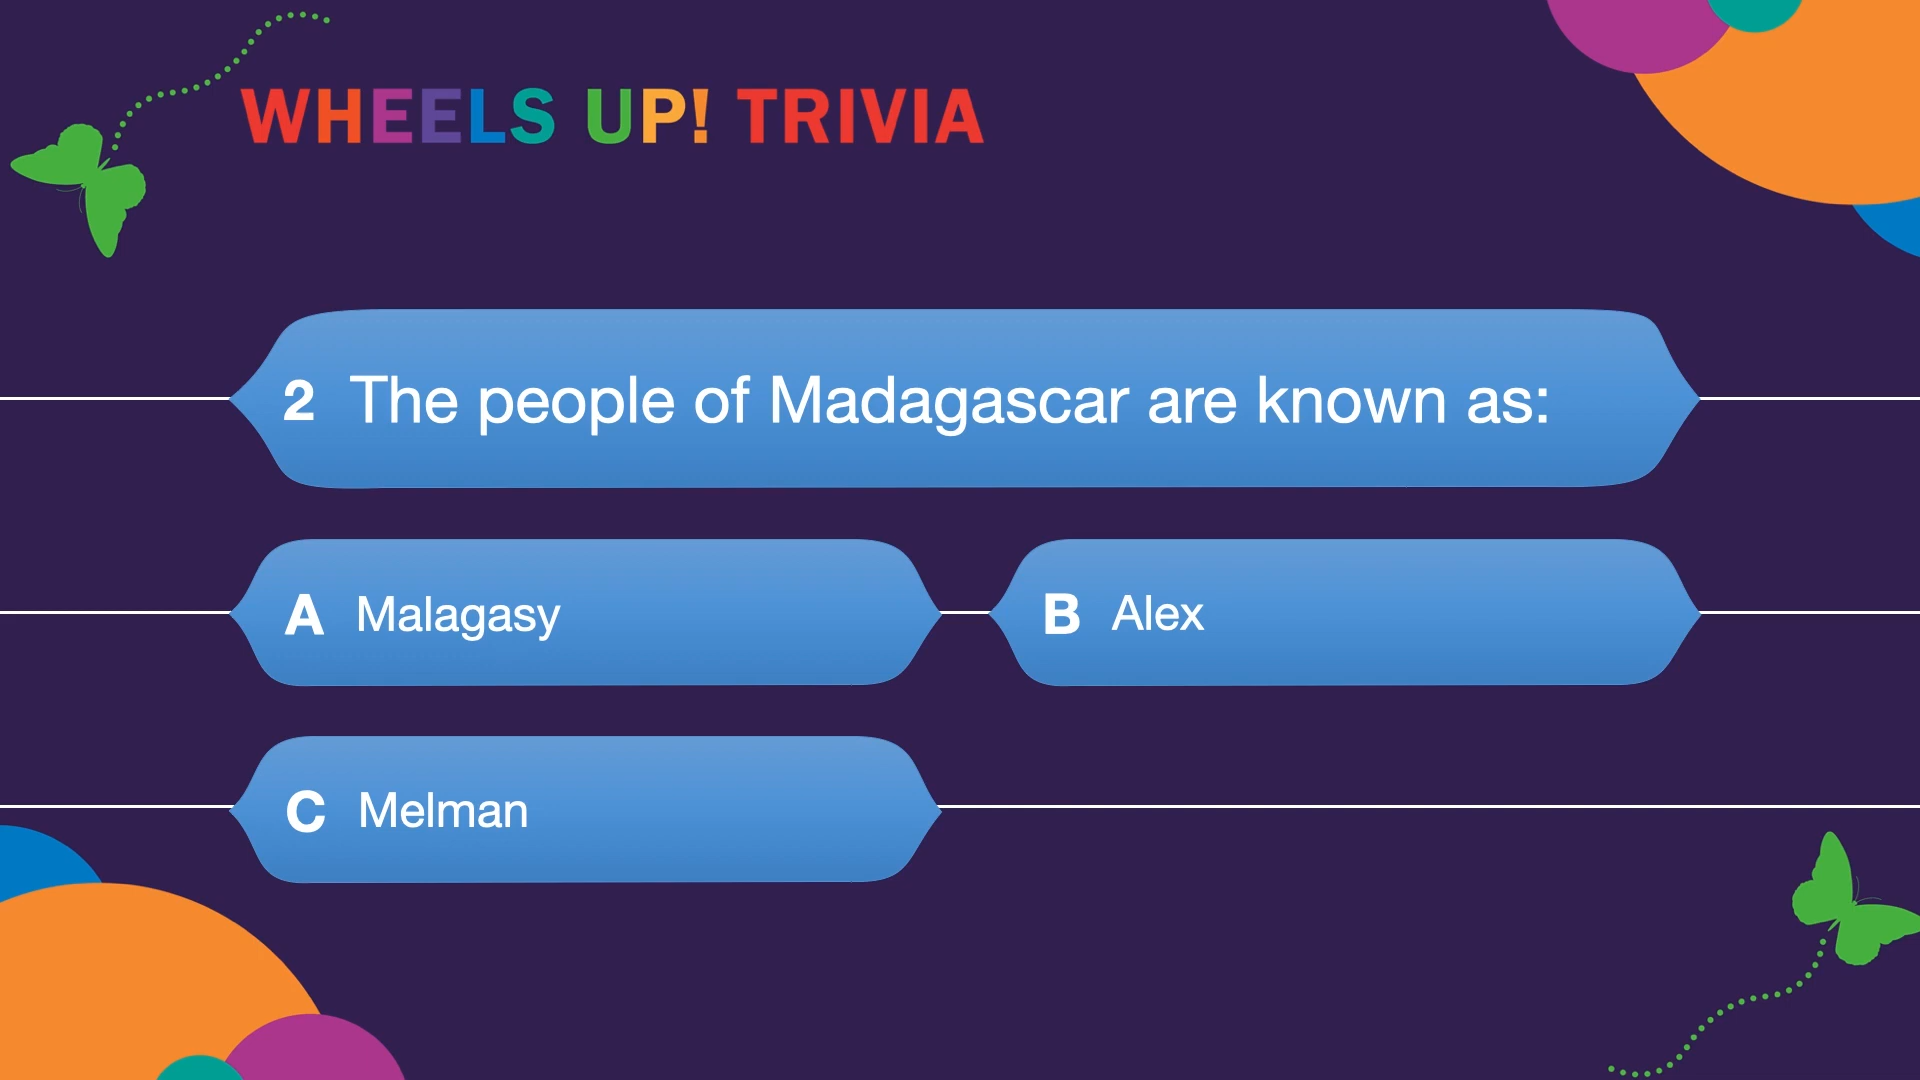 WHEELS UP! TRIVIA
2 The people of Madagascar are known as:
A Malagasy
B Alex
C Melman